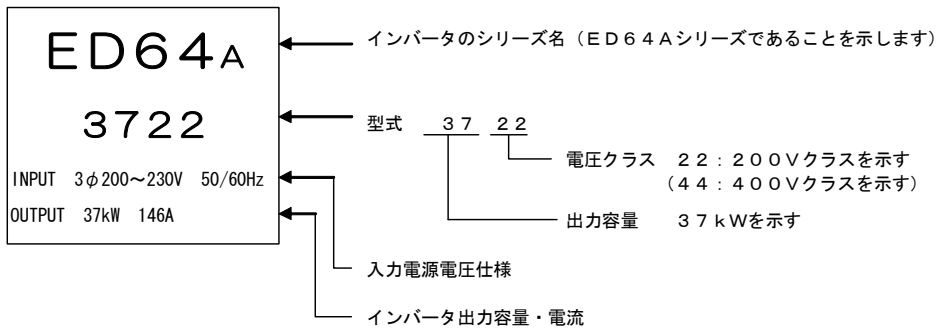 ED64A
インバータのシリーズ名（ED64Aシリーズであることを示します）
3722
型式 37 22
電圧クラス 22：200Vクラスを示す
（44：400Vクラスを示す）
出力容量 37kWを示す
INPUT 3φ200～230V 50/60Hz
OUTPUT 37kW 146A
入力電源電圧仕様
インバータ出力容量・電流